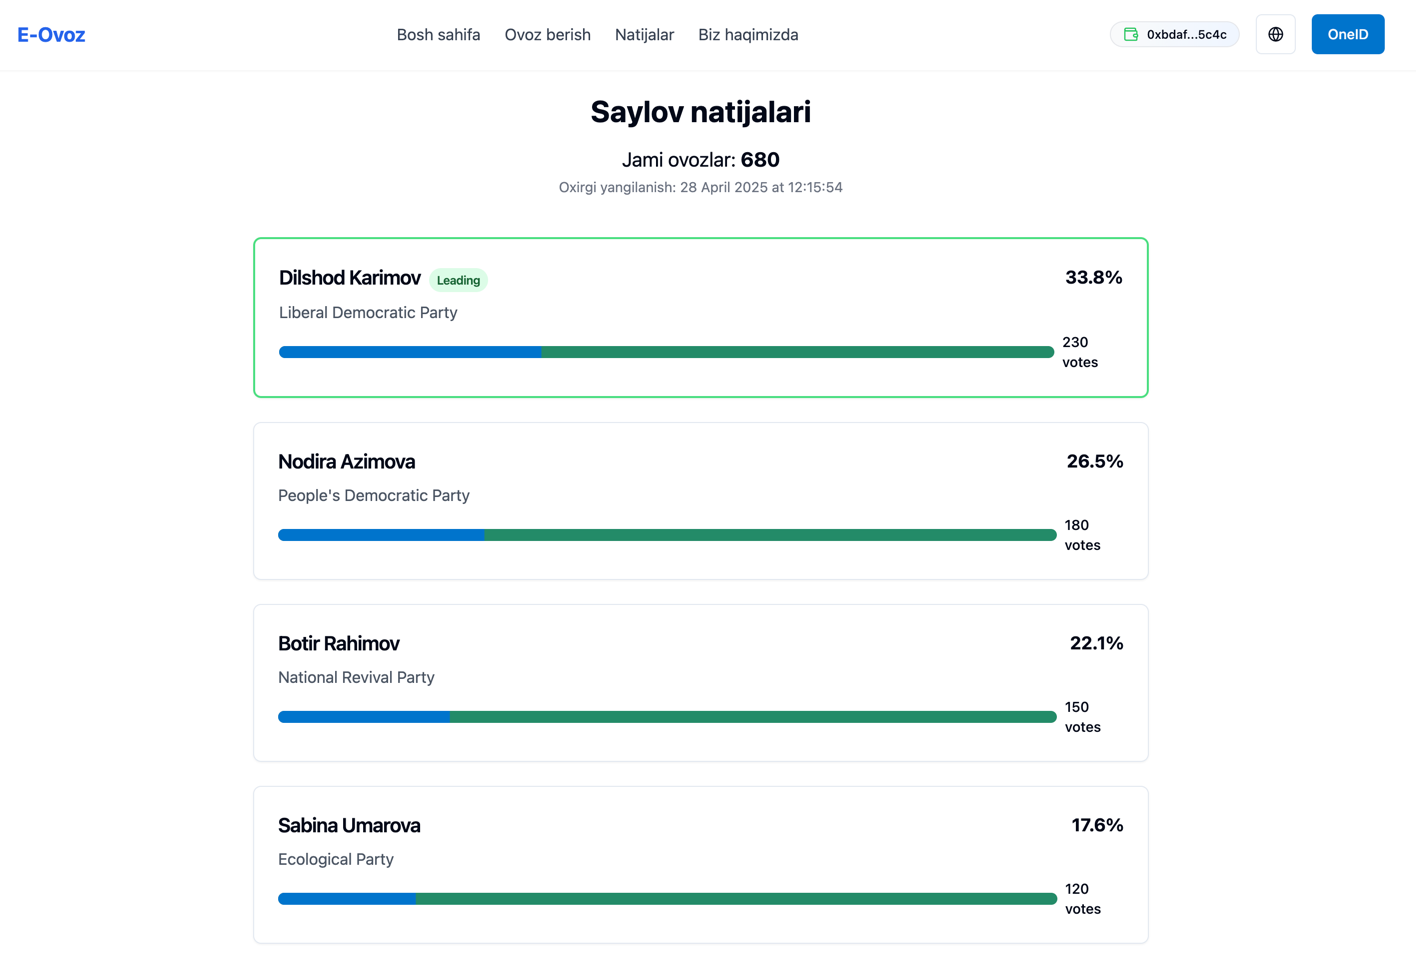 E-Ovoz
Bosh sahifa Ovoz berish Natijalar Biz haqimizda
0xbdaf...5c4c
OneID
Saylov natijalari
Jami ovozlar: 680
Oxirgi yangilanish: 28 April 2025 at 12:15:54
Dilshod Karimov Leading 33.8%
Liberal Democratic Party
230
votes
Nodira Azimova 26.5%
People's Democratic Party
180
votes
Botir Rahimov 22.1%
National Revival Party
150
votes
Sabina Umarova 17.6%
Ecological Party
120
votes